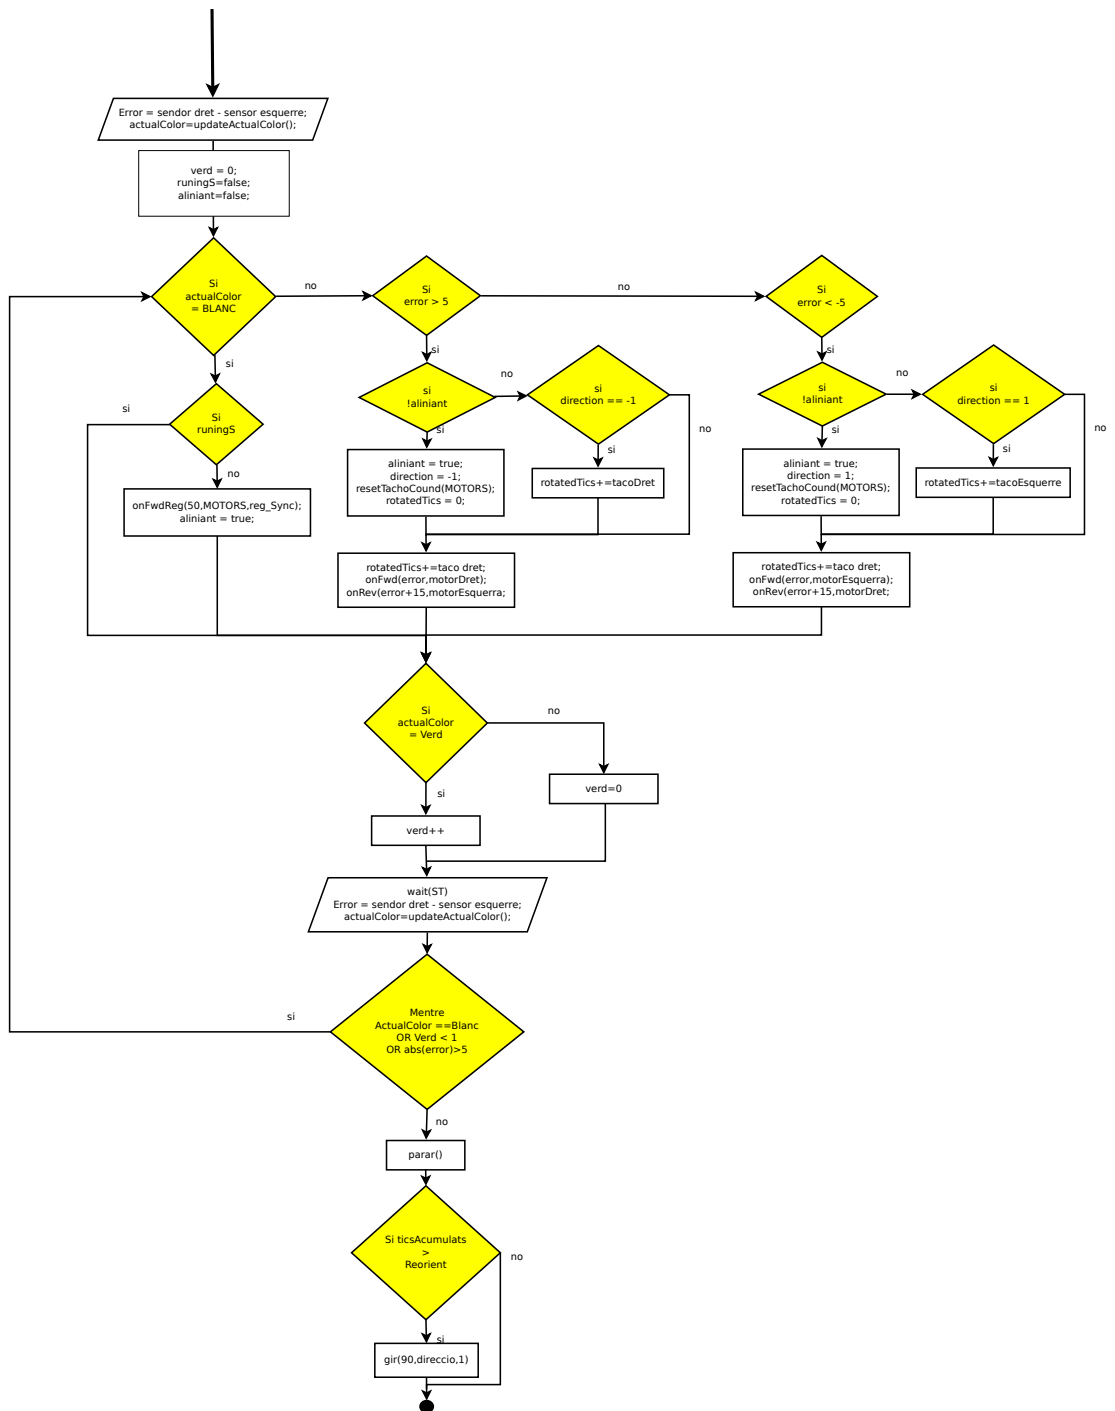 Error = sendor dret - sensor esquerre;
actualColor=updateActualColor();
verd = 0;
runingS=false;
aliniant=false;
Si
actualColor
= BLANC
no
Si
error > 5
no
Si
error < -5
si
Si
runingS
si
no
onFwdReg(50,MOTORS,reg_Sync);
aliniant = true;
si
si
!aliniant
no
si
direction == -1
no
si
aliniant = true;
direction = -1;
resetTachoCound(MOTORS);
rotatedTics = 0;
si
rotatedTics+=tacoDret
rotatedTics+=taco dret;
onFwd(error,motorDret);
onRev(error+15,motorEsquerra;
si
si
!aliniant
no
si
direction == 1
no
si
aliniant = true;
direction = 1;
resetTachoCound(MOTORS);
rotatedTics = 0;
si
rotatedTics+=tacoEsquerre
rotatedTics+=taco dret;
onFwd(error,motorEsquerra);
onRev(error+15,motorDret;
Si
actualColor
= Verd
no
verd=0
si
verd++
wait(ST)
Error = sendor dret - sensor esquerre;
actualColor=updateActualColor();
Mentre
ActualColor ==Blanc
OR Verd < 1
OR abs(error)>5
si
no
parar()
Si ticsAcumulats
>
Reorient
no
si
gir(90,direccio,1)